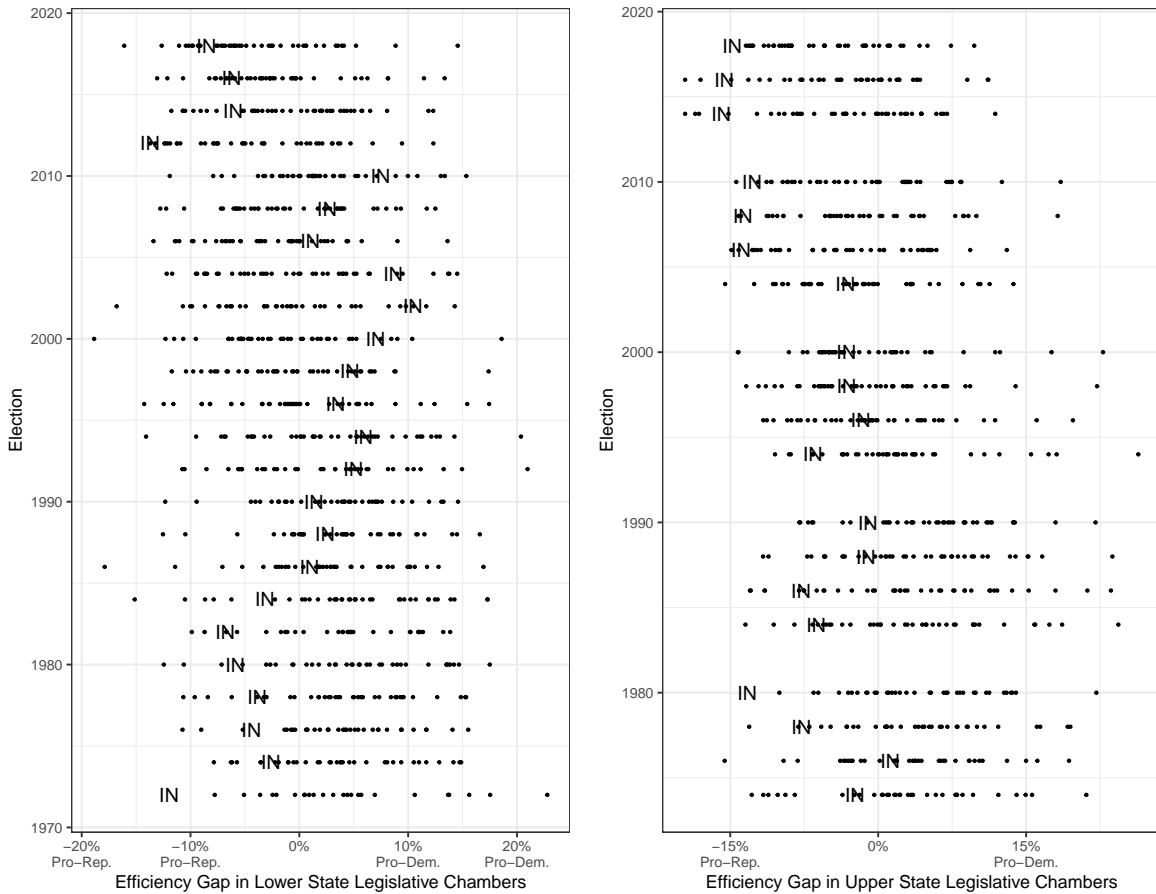 2020
IN
IN
IN
IN
2010
IN
IN
IN
IN
IN
2000
IN
IN
IN
IN
IN
1990
IN
IN
IN
IN
IN
1980
IN
IN
IN
IN
IN
1970
Election
−20%
Pro−Rep.
−10%
Pro−Rep.
0%
10%
Pro−Dem.
20%
Pro−Dem.
Efficiency Gap in Lower State Legislative Chambers
2020
IN
IN
IN
2010
IN
IN
IN
IN
2000
IN
IN
IN
IN
1990
IN
IN
IN
IN
1980
IN
IN
IN
IN
Election
-15%
Pro−Rep.
0%
15%
Pro−Dem.
Efficiency Gap in Upper State Legislative Chambers